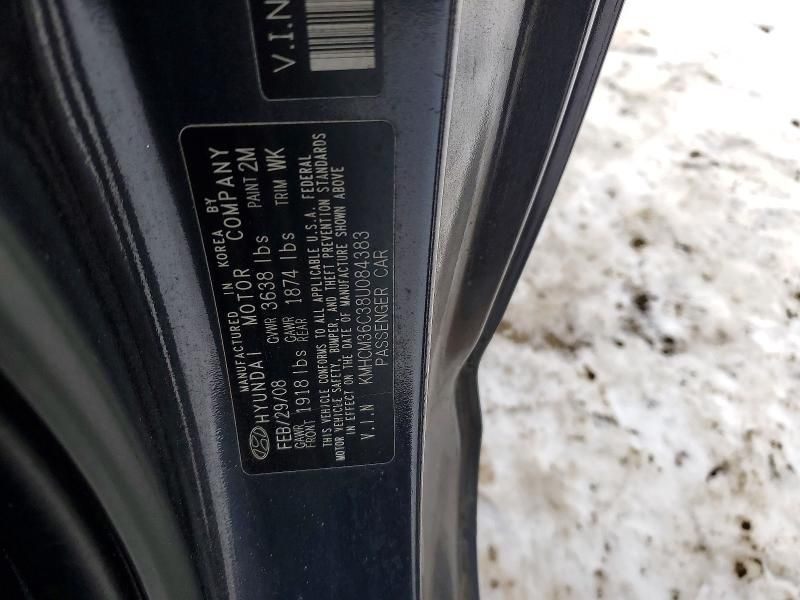 V.I.N
MANUFACTURED IN KOREA BY
HYUNDAI MOTOR COMPANY
FEB/29/08 GVWR 3638 lbs PAINT 2M
GAWR FRONT 1918 lbs GAWR REAR 1874 lbs TRIM WK
THIS VEHICLE CONFORMS TO ALL APPLICABLE U.S.A. FEDERAL
MOTOR VEHICLE SAFETY, BUMPER, AND THEFT PREVENTION STANDARDS
IN EFFECT ON THE DATE OF MANUFACTURE SHOWN ABOVE
V.I.N KMHCM36C38U084383
PASSENGER CAR